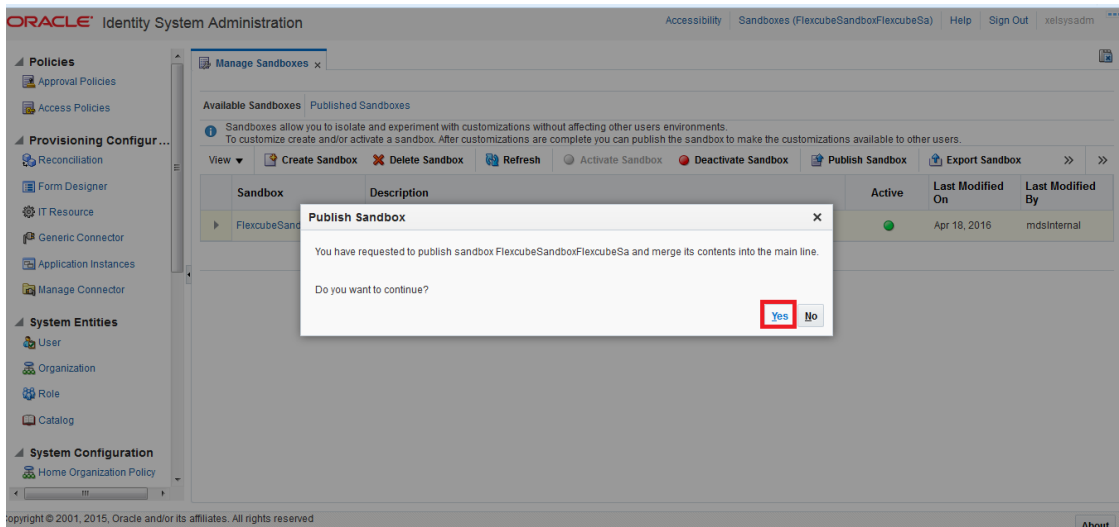 ORACLE Identity System Administration
Accessibility Sandboxes (FlexcubeSandboxFlexcubeSa) Help Sign Out xelsysadm
Policies
Approval Policies
Access Policies
Provisioning Configur...
Reconciliation
Form Designer
IT Resource
Generic Connector
Application Instances
Manage Connector
System Entities
User
Organization
Role
Catalog
System Configuration
Home Organization Policy
Manage Sandboxes x
Available Sandboxes Published Sandboxes
Sandboxes allow you to isolate and experiment with customizations without affecting other users environments.
To customize create and/or activate a sandbox. After customizations are complete you can publish the sandbox to make the customizations available to other users.
View Create Sandbox Delete Sandbox Refresh Activate Sandbox Deactivate Sandbox Publish Sandbox Export Sandbox » »
Sandbox Description Active Last Modified On Last Modified By
FlexcubeSand Apr 18, 2016 mdsInternal
Publish Sandbox x
You have requested to publish sandbox FlexcubeSandboxFlexcubeSa and merge its contents into the main line.
Do you want to continue?
Yes No
opyright © 2001, 2015, Oracle and/or its affiliates. All rights reserved
About